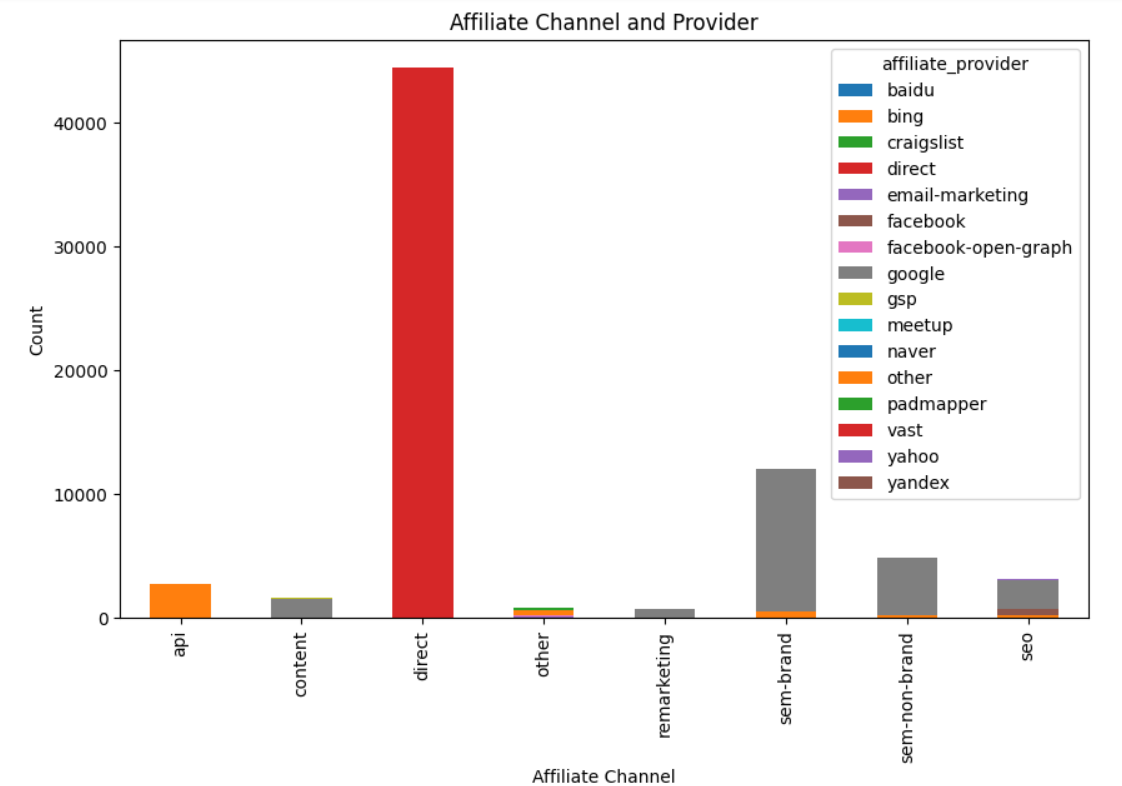 Affiliate Channel and Provider
affiliate_provider
baidu
bing
craigslist
direct
email-marketing
facebook
facebook-open-graph
google
gsp
meetup
naver
other
padmapper
vast
yahoo
yandex
Count
40000
30000
20000
10000
0
api
content
direct
other
remarketing
sem-brand
sem-non-brand
seo
Affiliate Channel